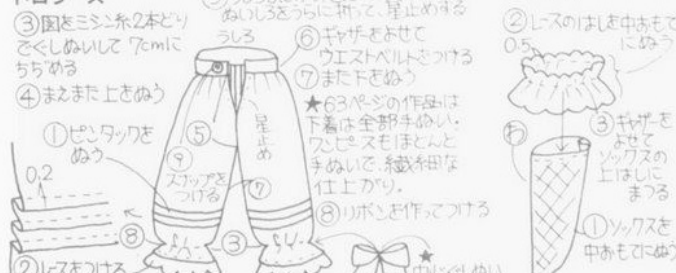 ③図をミシン糸2本どり
でぐしぬいして 7cmに
ちぢめる
④まえまた上をぬう
①ピンタックを
ぬう
0.2
②レースをつける
ぬいしろをうらに折って、星止めする
うしろ
⑥ギャザーをよせて
ウエストベルトをつける
⑦また下をぬう
★63ページの作品は
下着は全部手ぬい。
ワンピースもほとんど
手ぬいで、繊細な
仕上がり。
⑧リボンを作ってつける
⑤
星止め
⑨
スナップを
つける
⑦
⑧
③
★
②レースのはしを中おもて
にぬう
0.5
③ギャザーを
よせて
ソックスの
上はしに
まつる
①ソックスを
中おもてにぬう